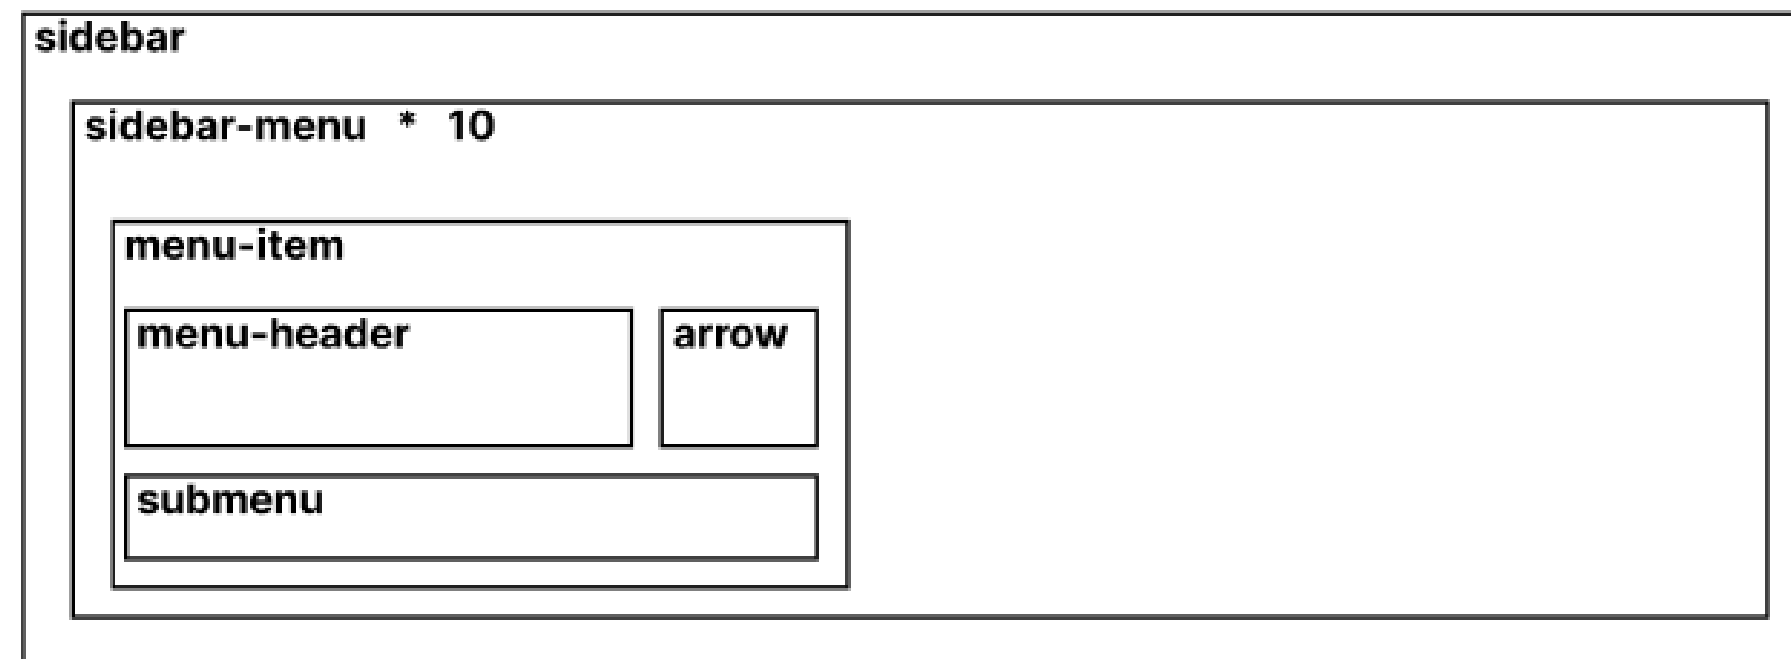 sidebar
sidebar-menu * 10
menu-item
menu-header
arrow
submenu